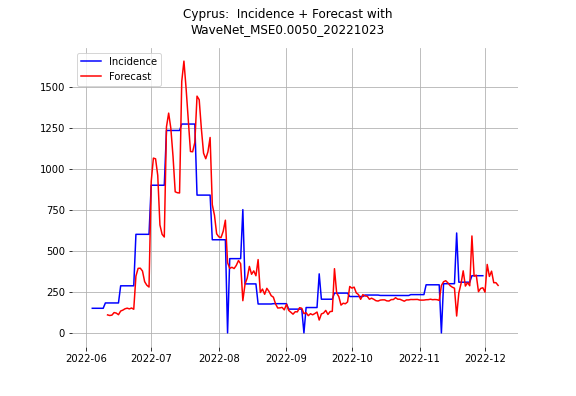 Cyprus:  Incidence + Forecast with
WaveNet_MSE0.0050_20221023
Incidence
Forecast
1500
1250
1000
750
500
250
0
2022-06 2022-07 2022-08 2022-09 2022-10 2022-11 2022-12